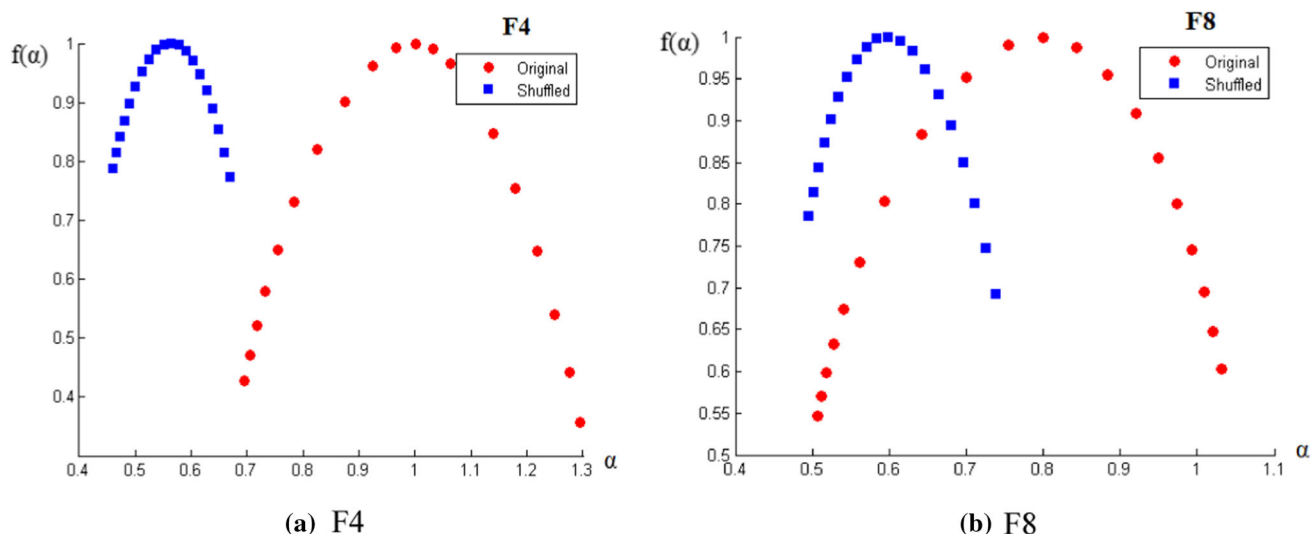 F4
f(α)
1
0.9
0.8
0.7
0.6
0.5
0.4
Original
Shuffled
0.4 0.5 0.6 0.7 0.8 0.9 1 1.1 1.2 1.3 α
(a) F4
F8
f(α)
1
0.95
0.9
0.85
0.8
0.75
0.7
0.65
0.6
0.55
0.5
Original
Shuffled
0.4 0.5 0.6 0.7 0.8 0.9 1 1.1 α
(b) F8